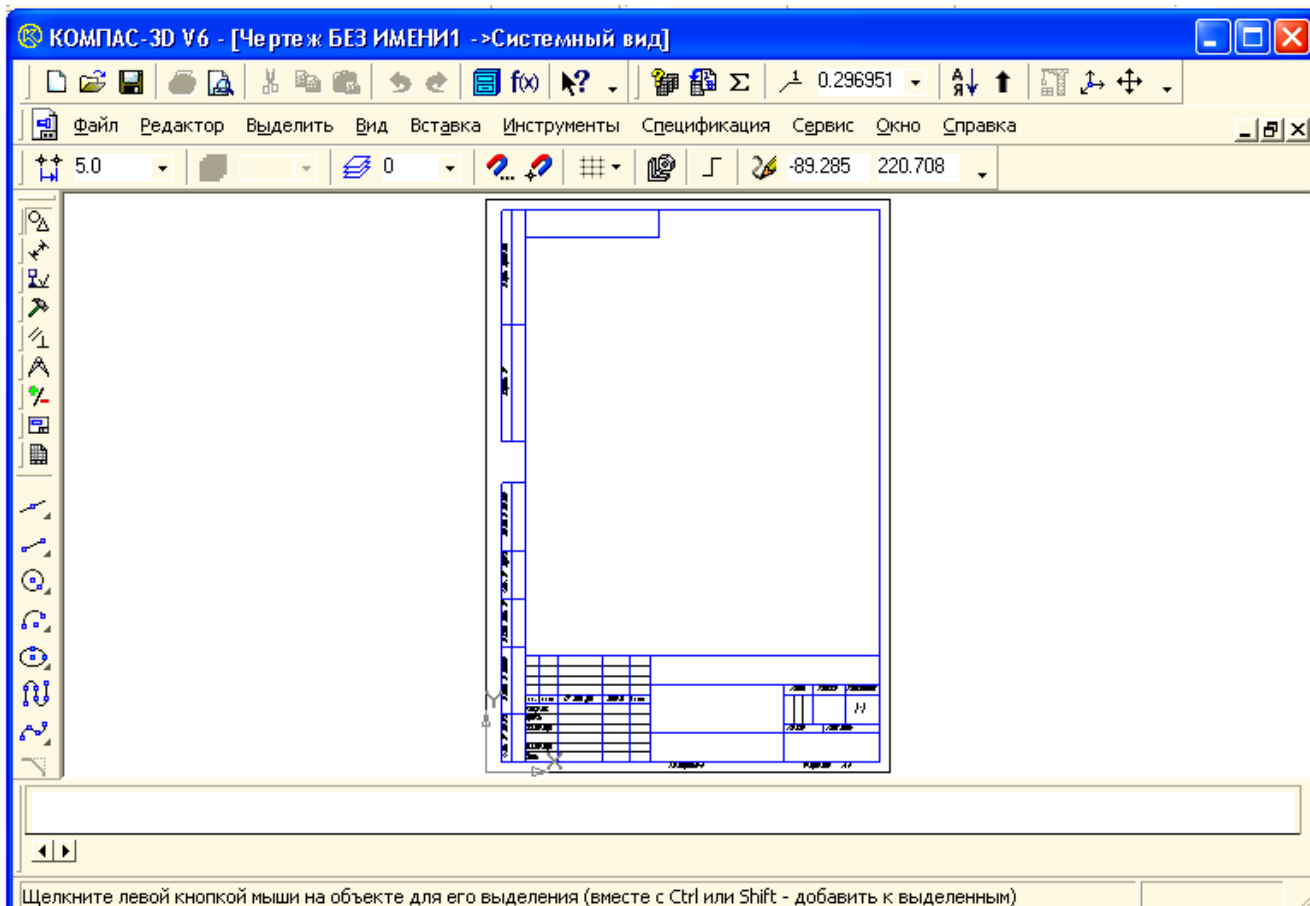 КОМПАС-3D V6 - [Чертеж БЕЗ ИМЕНИ1 ->Системный вид]
f(x) ? Σ 0.296951 А Я
Файл Редактор Выделить Вид Вставка Инструменты Спецификация Сервис Окно Справка
5.0 0 -89.285 220.708
Y
1:1
X
Щелкните левой кнопкой мыши на объекте для его выделения (вместе с Ctrl или Shift - добавить к выделенным)